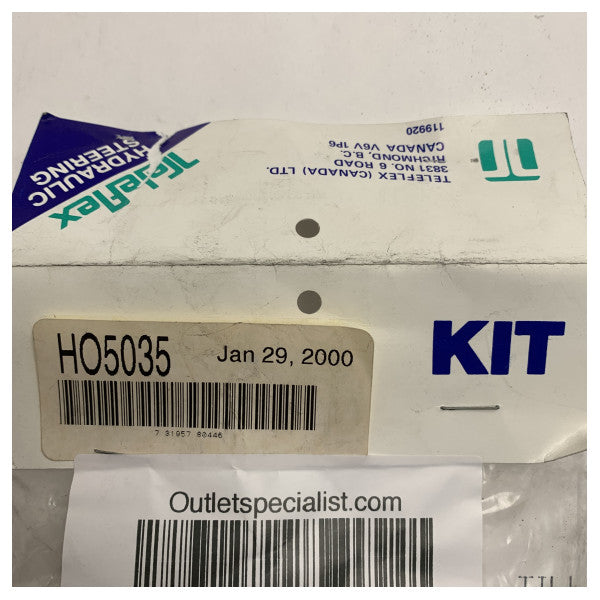 Teleflex
HYDRAULIC
STEERING
TELEFLEX (CANADA) LTD.
3831 NO. 6 ROAD
RICHMOND, B.C.
CANADA V6V 1P6
119920
HO5035 Jan 29, 2000
7 31957 80446
KIT
Outletspecialist.com